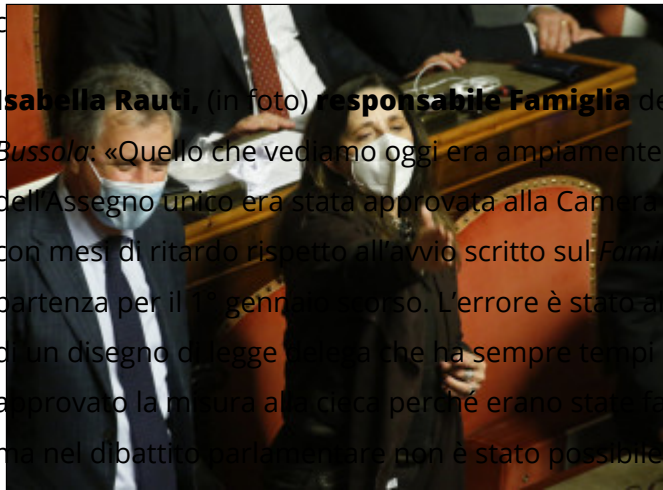 Isabella Rauti, (in foto) responsabile Famiglia
Bussola: «Quello che vediamo oggi era ampiamente
dell'Assegno unico era stata approvata alla Camera
con mesi di ritardo rispetto all'avvio scritto sul
partenza per il 1° gennaio scorso. L'errore è stato
di un disegno di legge delega che ha sempre tempi
approvato la misura alla cieca perché erano state
ma nel dibattito parlamentare non è stato possibile